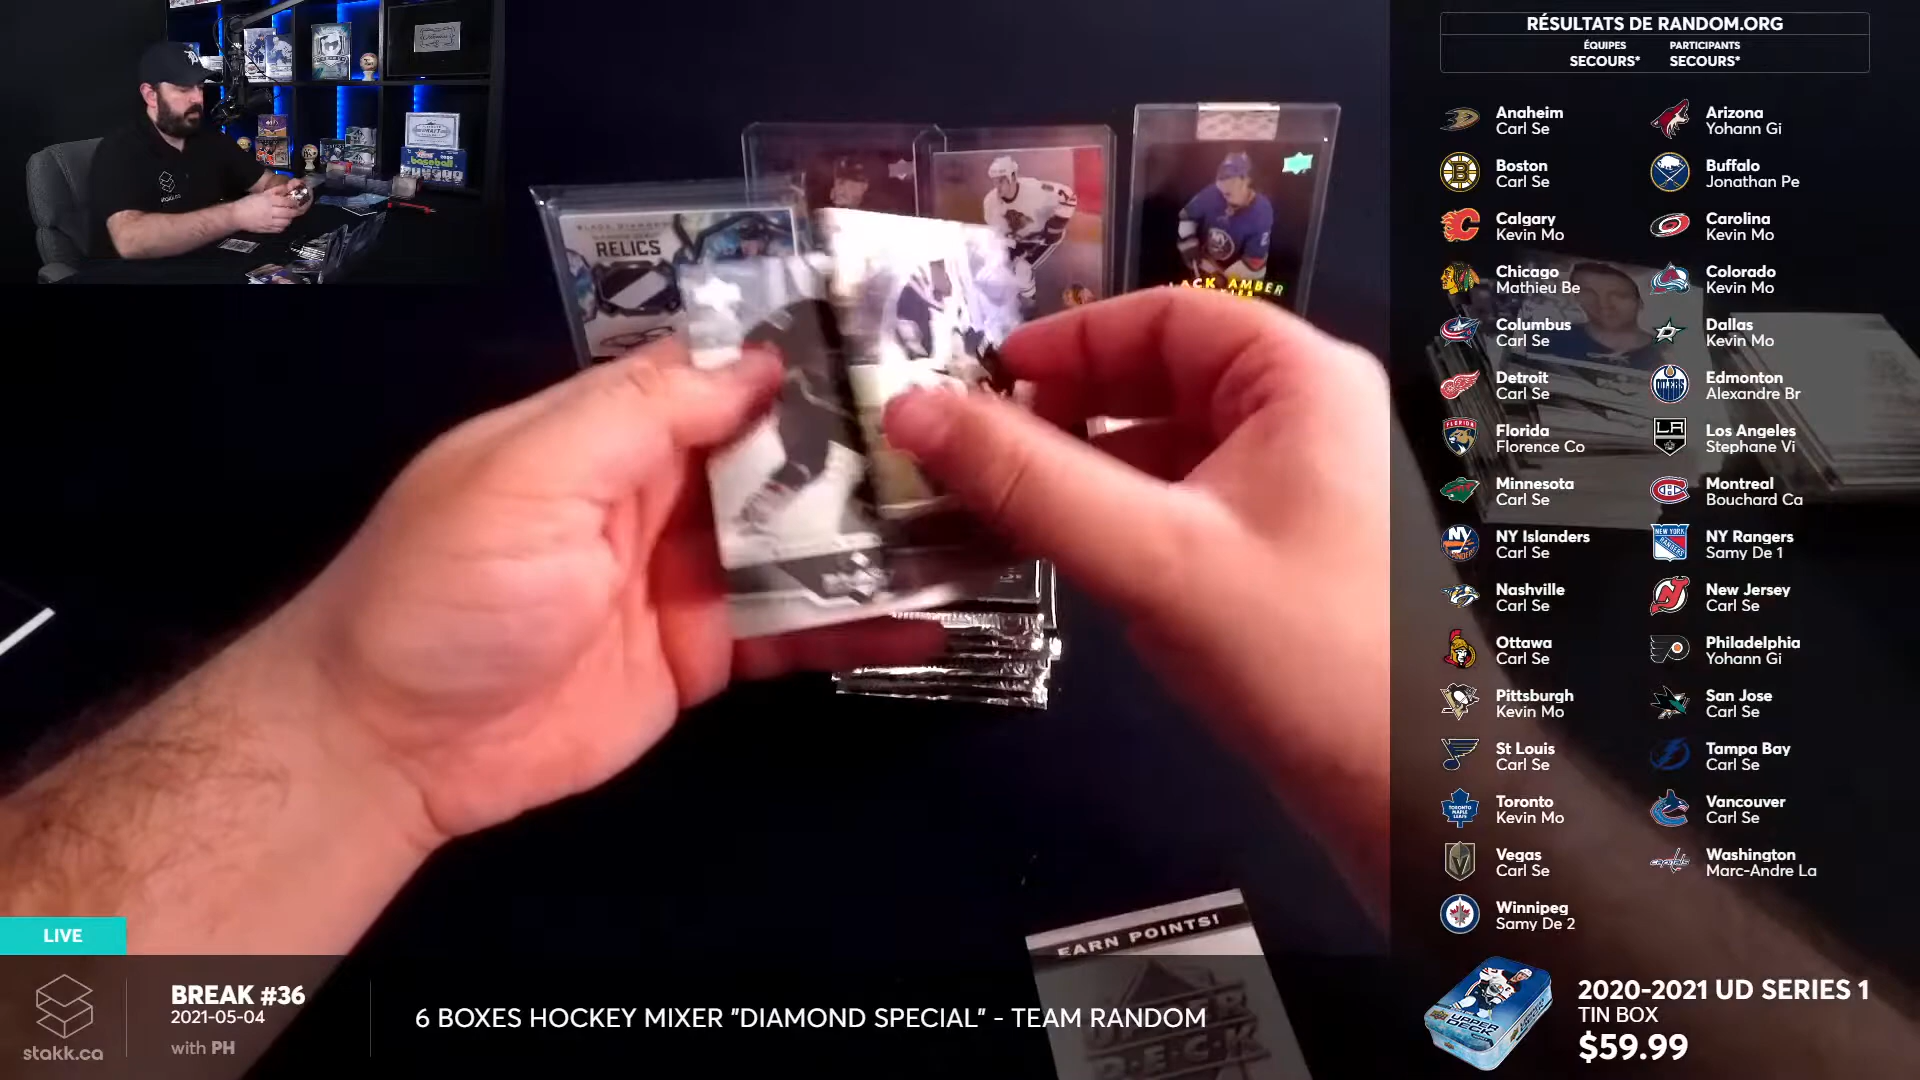 RÉSULTATS DE RANDOM.ORG
ÉQUIPES
SECOURS*
PARTICIPANTS
SECOURS*
Anaheim
Carl Se
Arizona
Yohann Gi
Boston
Carl Se
Buffalo
Jonathan Pe
Calgary
Kevin Mo
Carolina
Kevin Mo
Chicago
Mathieu Be
Colorado
Kevin Mo
Columbus
Carl Se
Dallas
Kevin Mo
Detroit
Carl Se
Edmonton
Alexandre Br
Florida
Florence Co
Los Angeles
Stephane Vi
Minnesota
Carl Se
Montreal
Bouchard Ca
NY Islanders
Carl Se
NY Rangers
Samy De 1
Nashville
Carl Se
New Jersey
Carl Se
Ottawa
Carl Se
Philadelphia
Yohann Gi
Pittsburgh
Kevin Mo
San Jose
Carl Se
St Louis
Carl Se
Tampa Bay
Carl Se
Toronto
Kevin Mo
Vancouver
Carl Se
Vegas
Carl Se
Washington
Marc-Andre La
Winnipeg
Samy De 2
RELICS
EARN POINTS!
UPPER
DECK
LIVE
stakk.ca
BREAK #36
2021-05-04
with PH
6 BOXES HOCKEY MIXER "DIAMOND SPECIAL" - TEAM RANDOM
UPPER DECK
2020-2021 UD SERIES 1
TIN BOX
$59.99